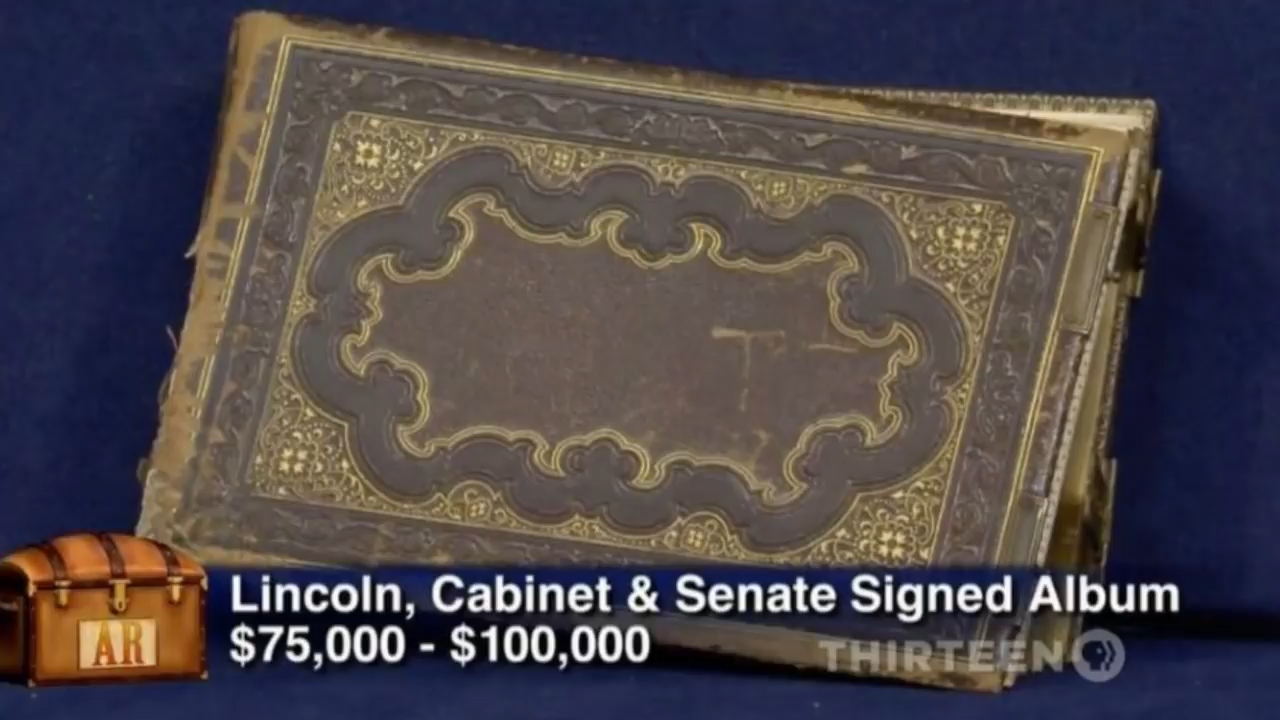 Lincoln, Cabinet & Senate Signed Album
$75,000 - $100,000
AR
THIRTEEN